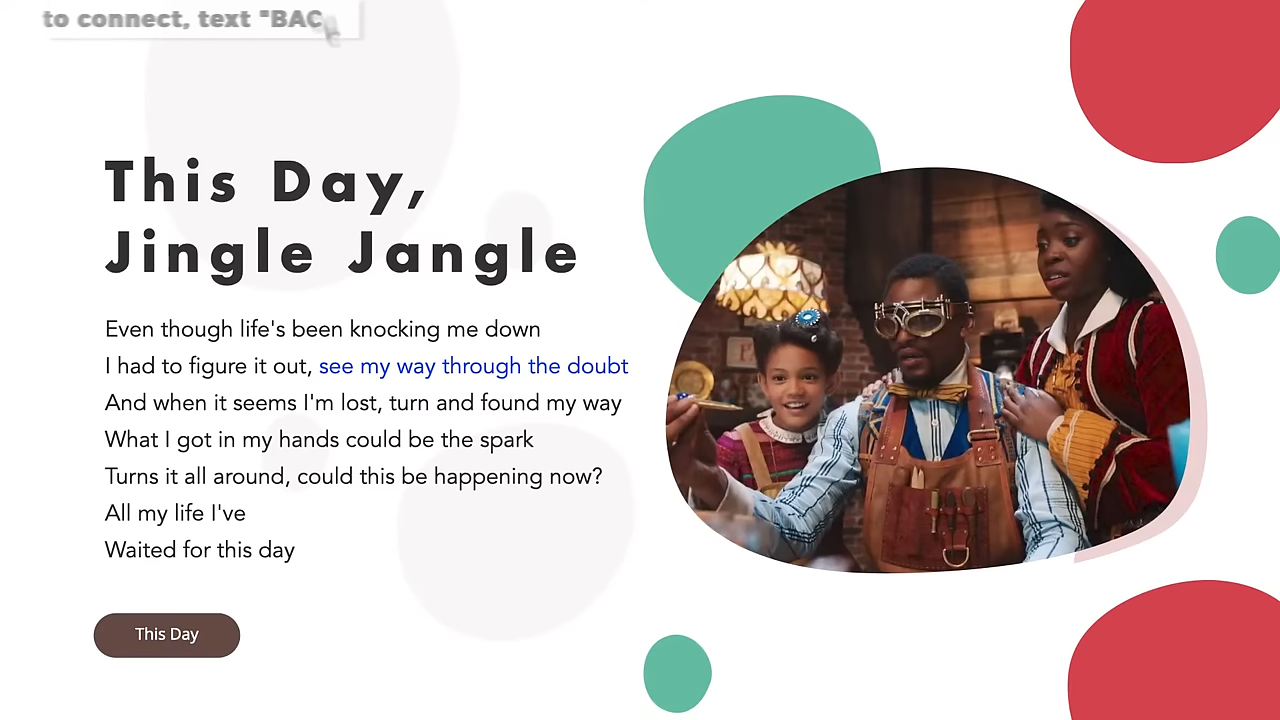 to connect, text "BAC
This Day,
Jingle Jangle
Even though life's been knocking me down
I had to figure it out, see my way through the doubt
And when it seems I'm lost, turn and found my way
What I got in my hands could be the spark
Turns it all around, could this be happening now?
All my life I've
Waited for this day
This Day